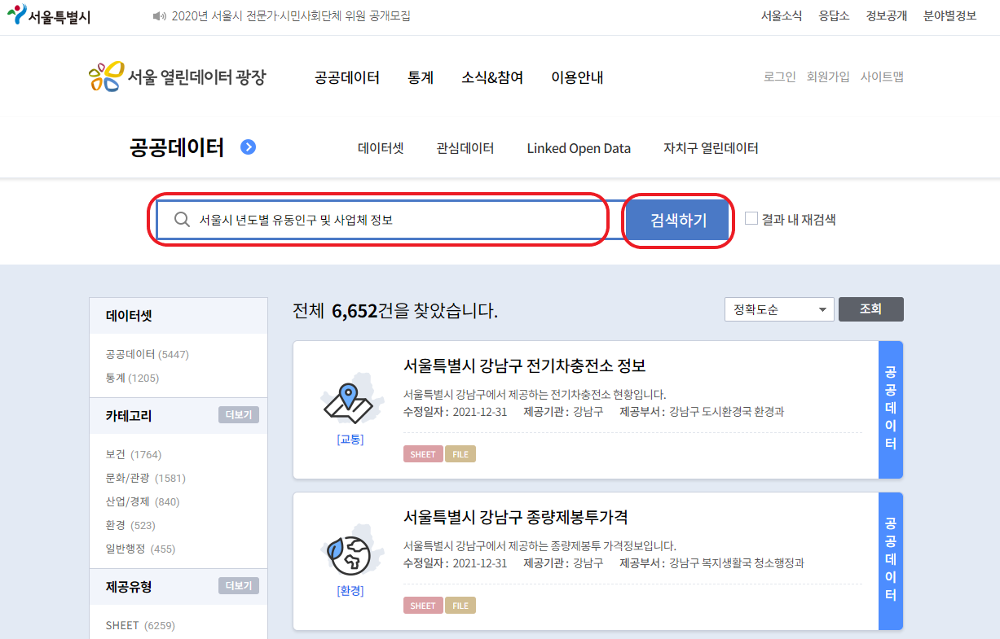 서울특별시
2020년 서울시 전문가·시민사회단체 위원 공개모집
서울소식 응답소 정보공개 분야별정보
서울 열린데이터 광장
공공데이터 통계 소식&참여 이용안내
로그인 회원가입 사이트맵
공공데이터
데이터셋 관심데이터 Linked Open Data 자치구 열린데이터
서울시 년도별 유동인구 및 사업체 정보
검색하기
결과 내 재검색
데이터셋
공공데이터 (5447)
통계 (1205)
카테고리 더보기
보건 (1764)
문화/관광 (1581)
산업/경제 (840)
환경 (523)
일반행정 (455)
제공유형 더보기
SHEET (6259)
전체 6,652건을 찾았습니다.
정확도순
조회
서울특별시 강남구 전기차충전소 정보
서울특별시 강남구에서 제공하는 전기차충전소 현황입니다.
수정일자 : 2021-12-31 제공기관 : 강남구 제공부서 : 강남구 도시환경국 환경과
[교통]
SHEET FILE
공공데이터
서울특별시 강남구 종량제봉투가격
서울특별시 강남구에서 제공하는 종량제봉투 가격정보입니다.
수정일자 : 2021-12-31 제공기관 : 강남구 제공부서 : 강남구 복지생활국 청소행정과
[환경]
SHEET FILE
공공데이터